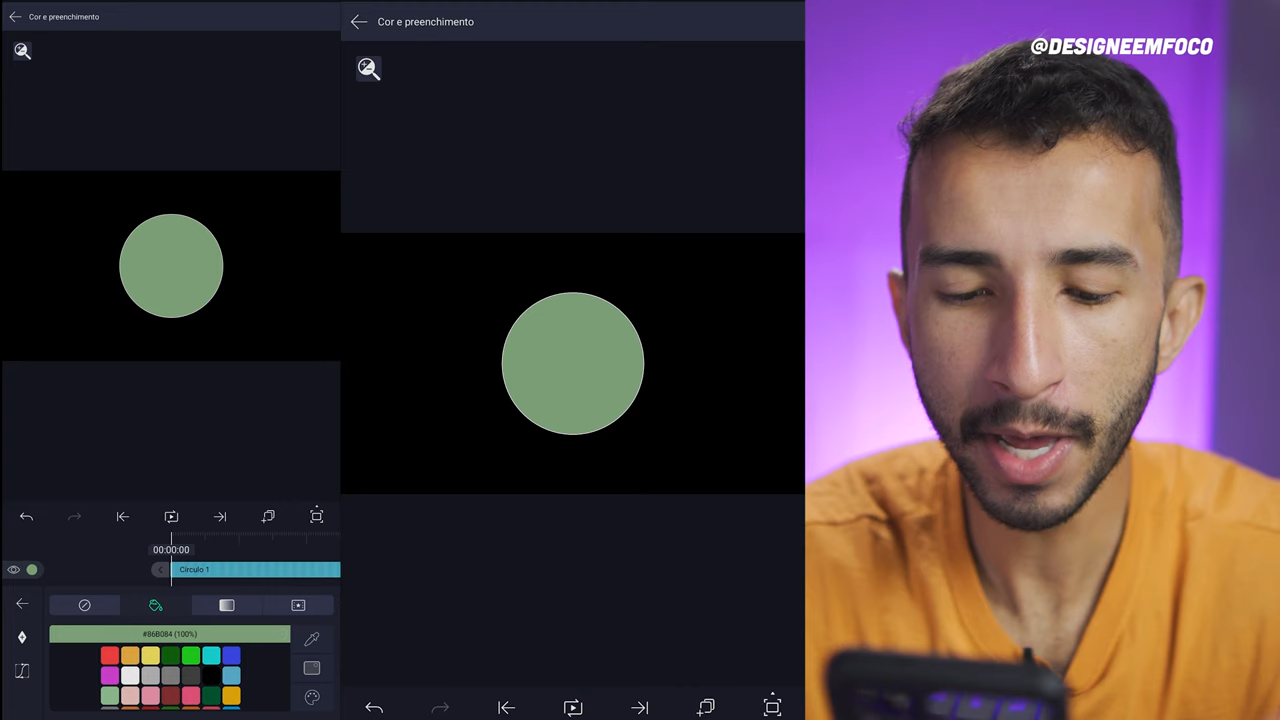 Cor e preenchimento
00:00:00
Círculo 1
#86B084 (100%)
Cor e preenchimento
@DESIGNEEMFOCO